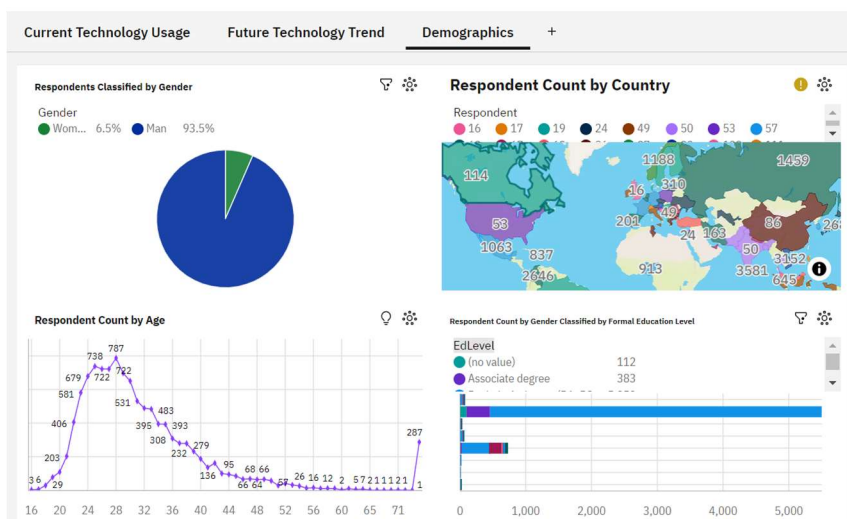 Current Technology Usage Future Technology Trend Demographics +
Respondents Classified by Gender
Gender
Wom... 6.5% Man 93.5%
Respondent Count by Country
Respondent
16 17 19 24 49 50 53 57
1188 1459
114
16 310
53 201 49 86 26
24 163
1063 837 50 3152
2646 913 3581 645
Respondent Count by Age
787
738
679 722 722
581
531
406 395 483
308 393
203 232 279 287
136 95
36 29 66 68 64 66 57 26 16 12 2 5 7 2 1 1 1 2 1 1
16 20 24 28 32 36 40 44 48 52 56 60 65 71
Respondent Count by Gender Classified by Formal Education Level
EdLevel
(no value) 112
Associate degree 383
0 1,000 2,000 3,000 4,000 5,000